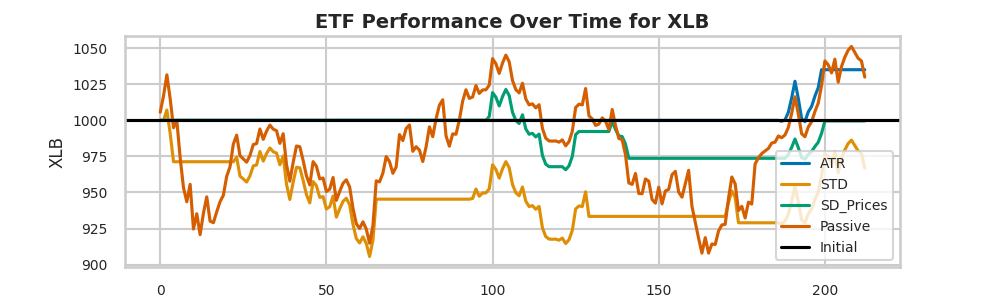 ETF Performance Over Time for XLB
XLB
1050
1025
1000
975
950
925
900
0
50
100
150
200
ATR
STD
SD_Prices
Passive
Initial